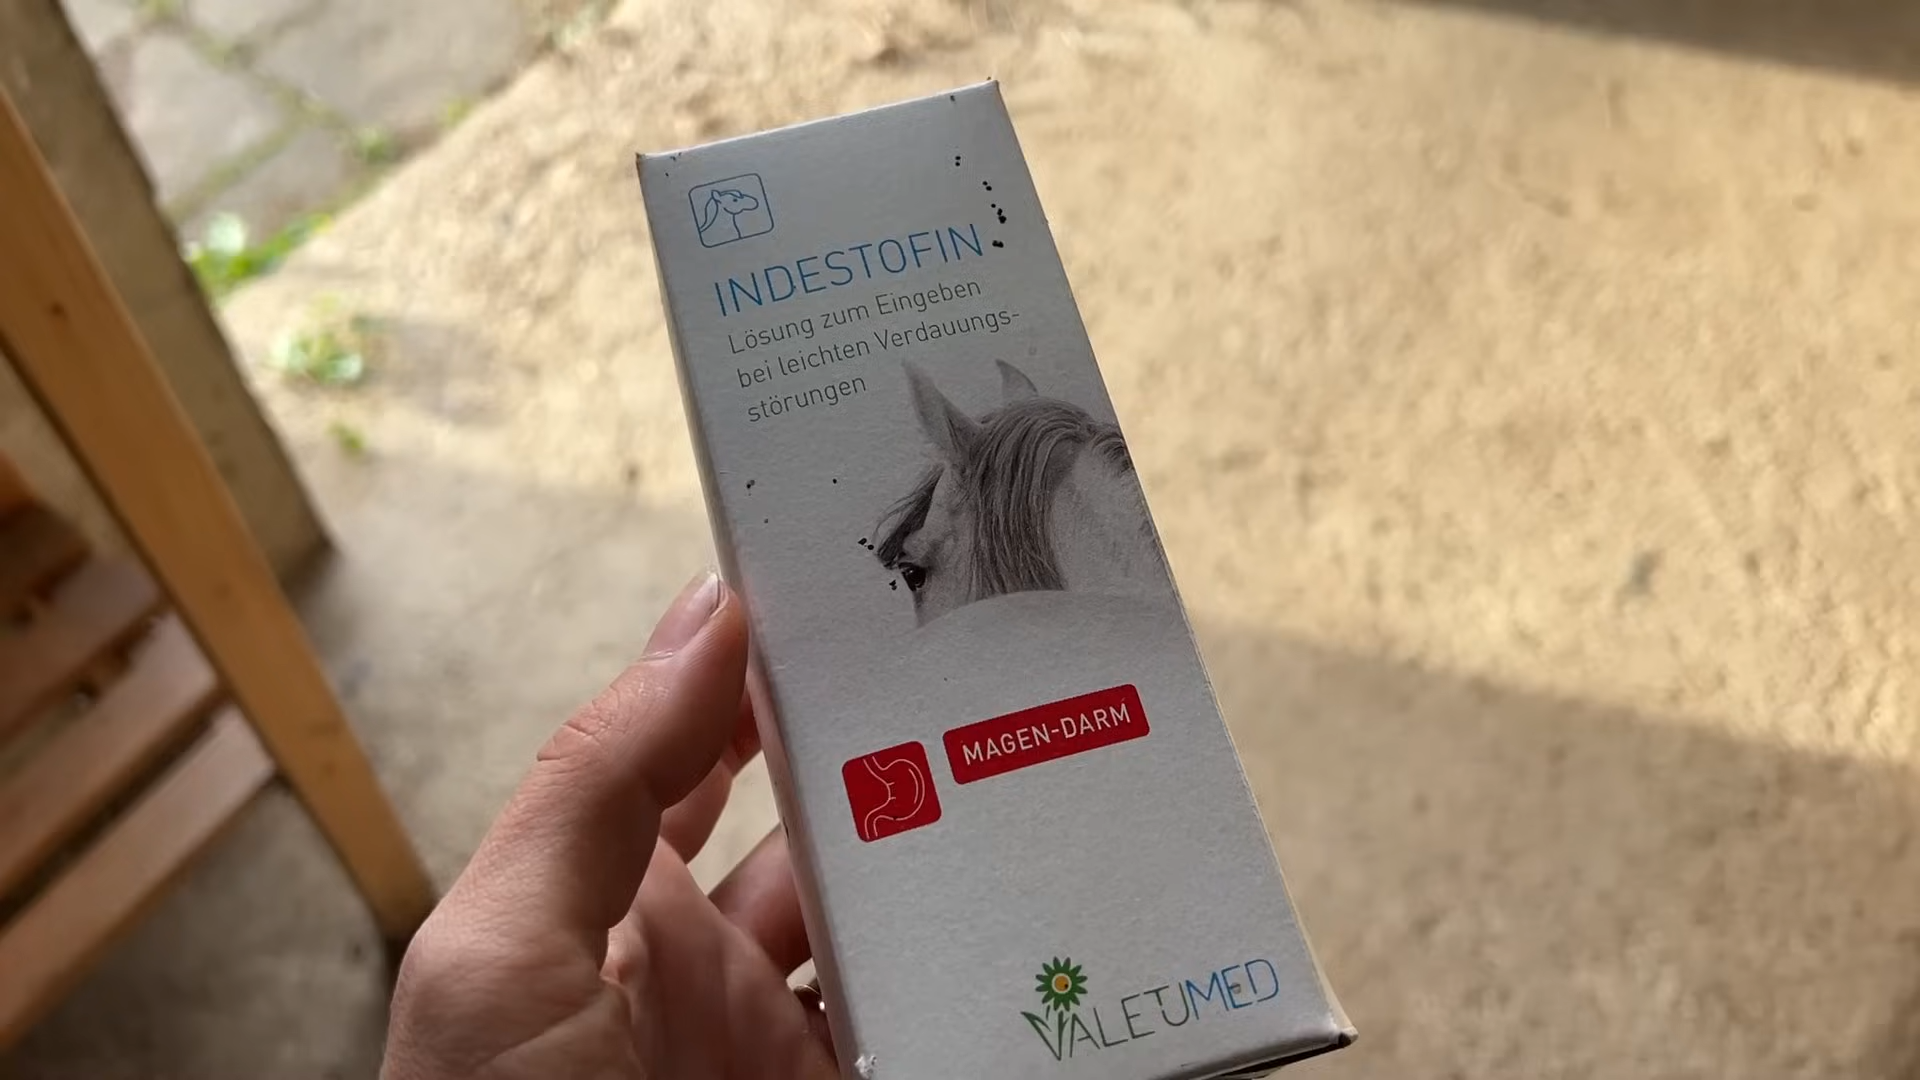 INDESTOFIN
Lösung zum Eingeben
bei leichten Verdauungs-
störungen
MAGEN-DARM
VALETUMED